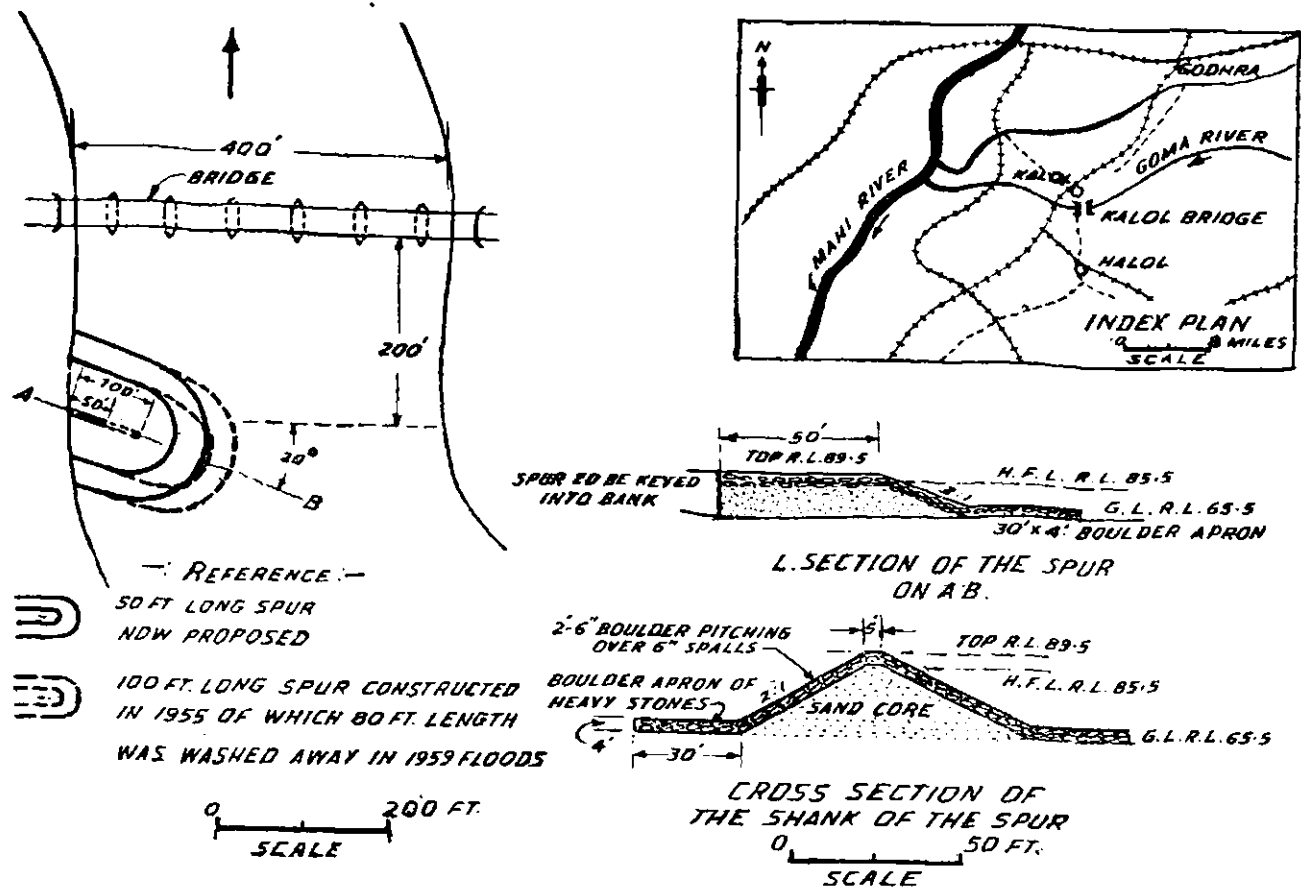 400'
BRIDGE
200'
A
100'
50'
20°
B
-: REFERENCE :-
50 FT LONG SPUR
NOW PROPOSED
100 FT. LONG SPUR CONSTRUCTED
IN 1955 OF WHICH 80 FT. LENGTH
WAS WASHED AWAY IN 1959 FLOODS
0 200 FT.
SCALE
N
GODHRA
GOMA RIVER
KALOL
KALOL BRIDGE
MAHI RIVER
HALOL
INDEX PLAN
0 8 MILES
SCALE
50'
TOP R.L. 89.5
SPUR TO BE KEYED
INTO BANK
2:1
H.F.L. R.L. 85.5
G.L. R.L. 65.5
30' x 4' BOULDER APRON
L. SECTION OF THE SPUR
ON A B.
2'-6" BOULDER PITCHING
OVER 6" SPALLS
5'
TOP R.L. 89.5
H.F.L. R.L. 85.5
BOULDER APRON OF
HEAVY STONES
2:1
SAND CORE
4'
30'
G.L. R.L. 65.5
CROSS SECTION OF
THE SHANK OF THE SPUR
0 50 FT.
SCALE